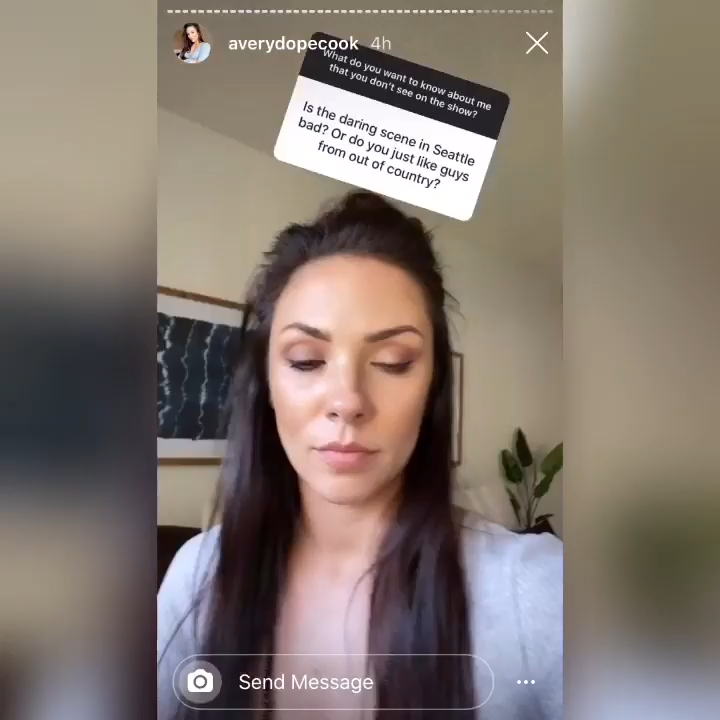 averydopecook 4h
What do you want to know about me
that you don't see on the show?
Is the daring scene in Seattle
bad? Or do you just like guys
from out of country?
Send Message